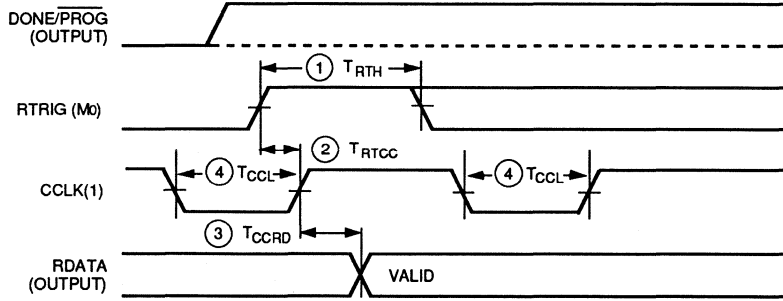 DONE/PROG
(OUTPUT)
① TRTH
RTRIG (M0)
② TRTCC
④ TCCL
④ TCCL
CCLK(1)
③ TCCRD
RDATA
(OUTPUT)
VALID